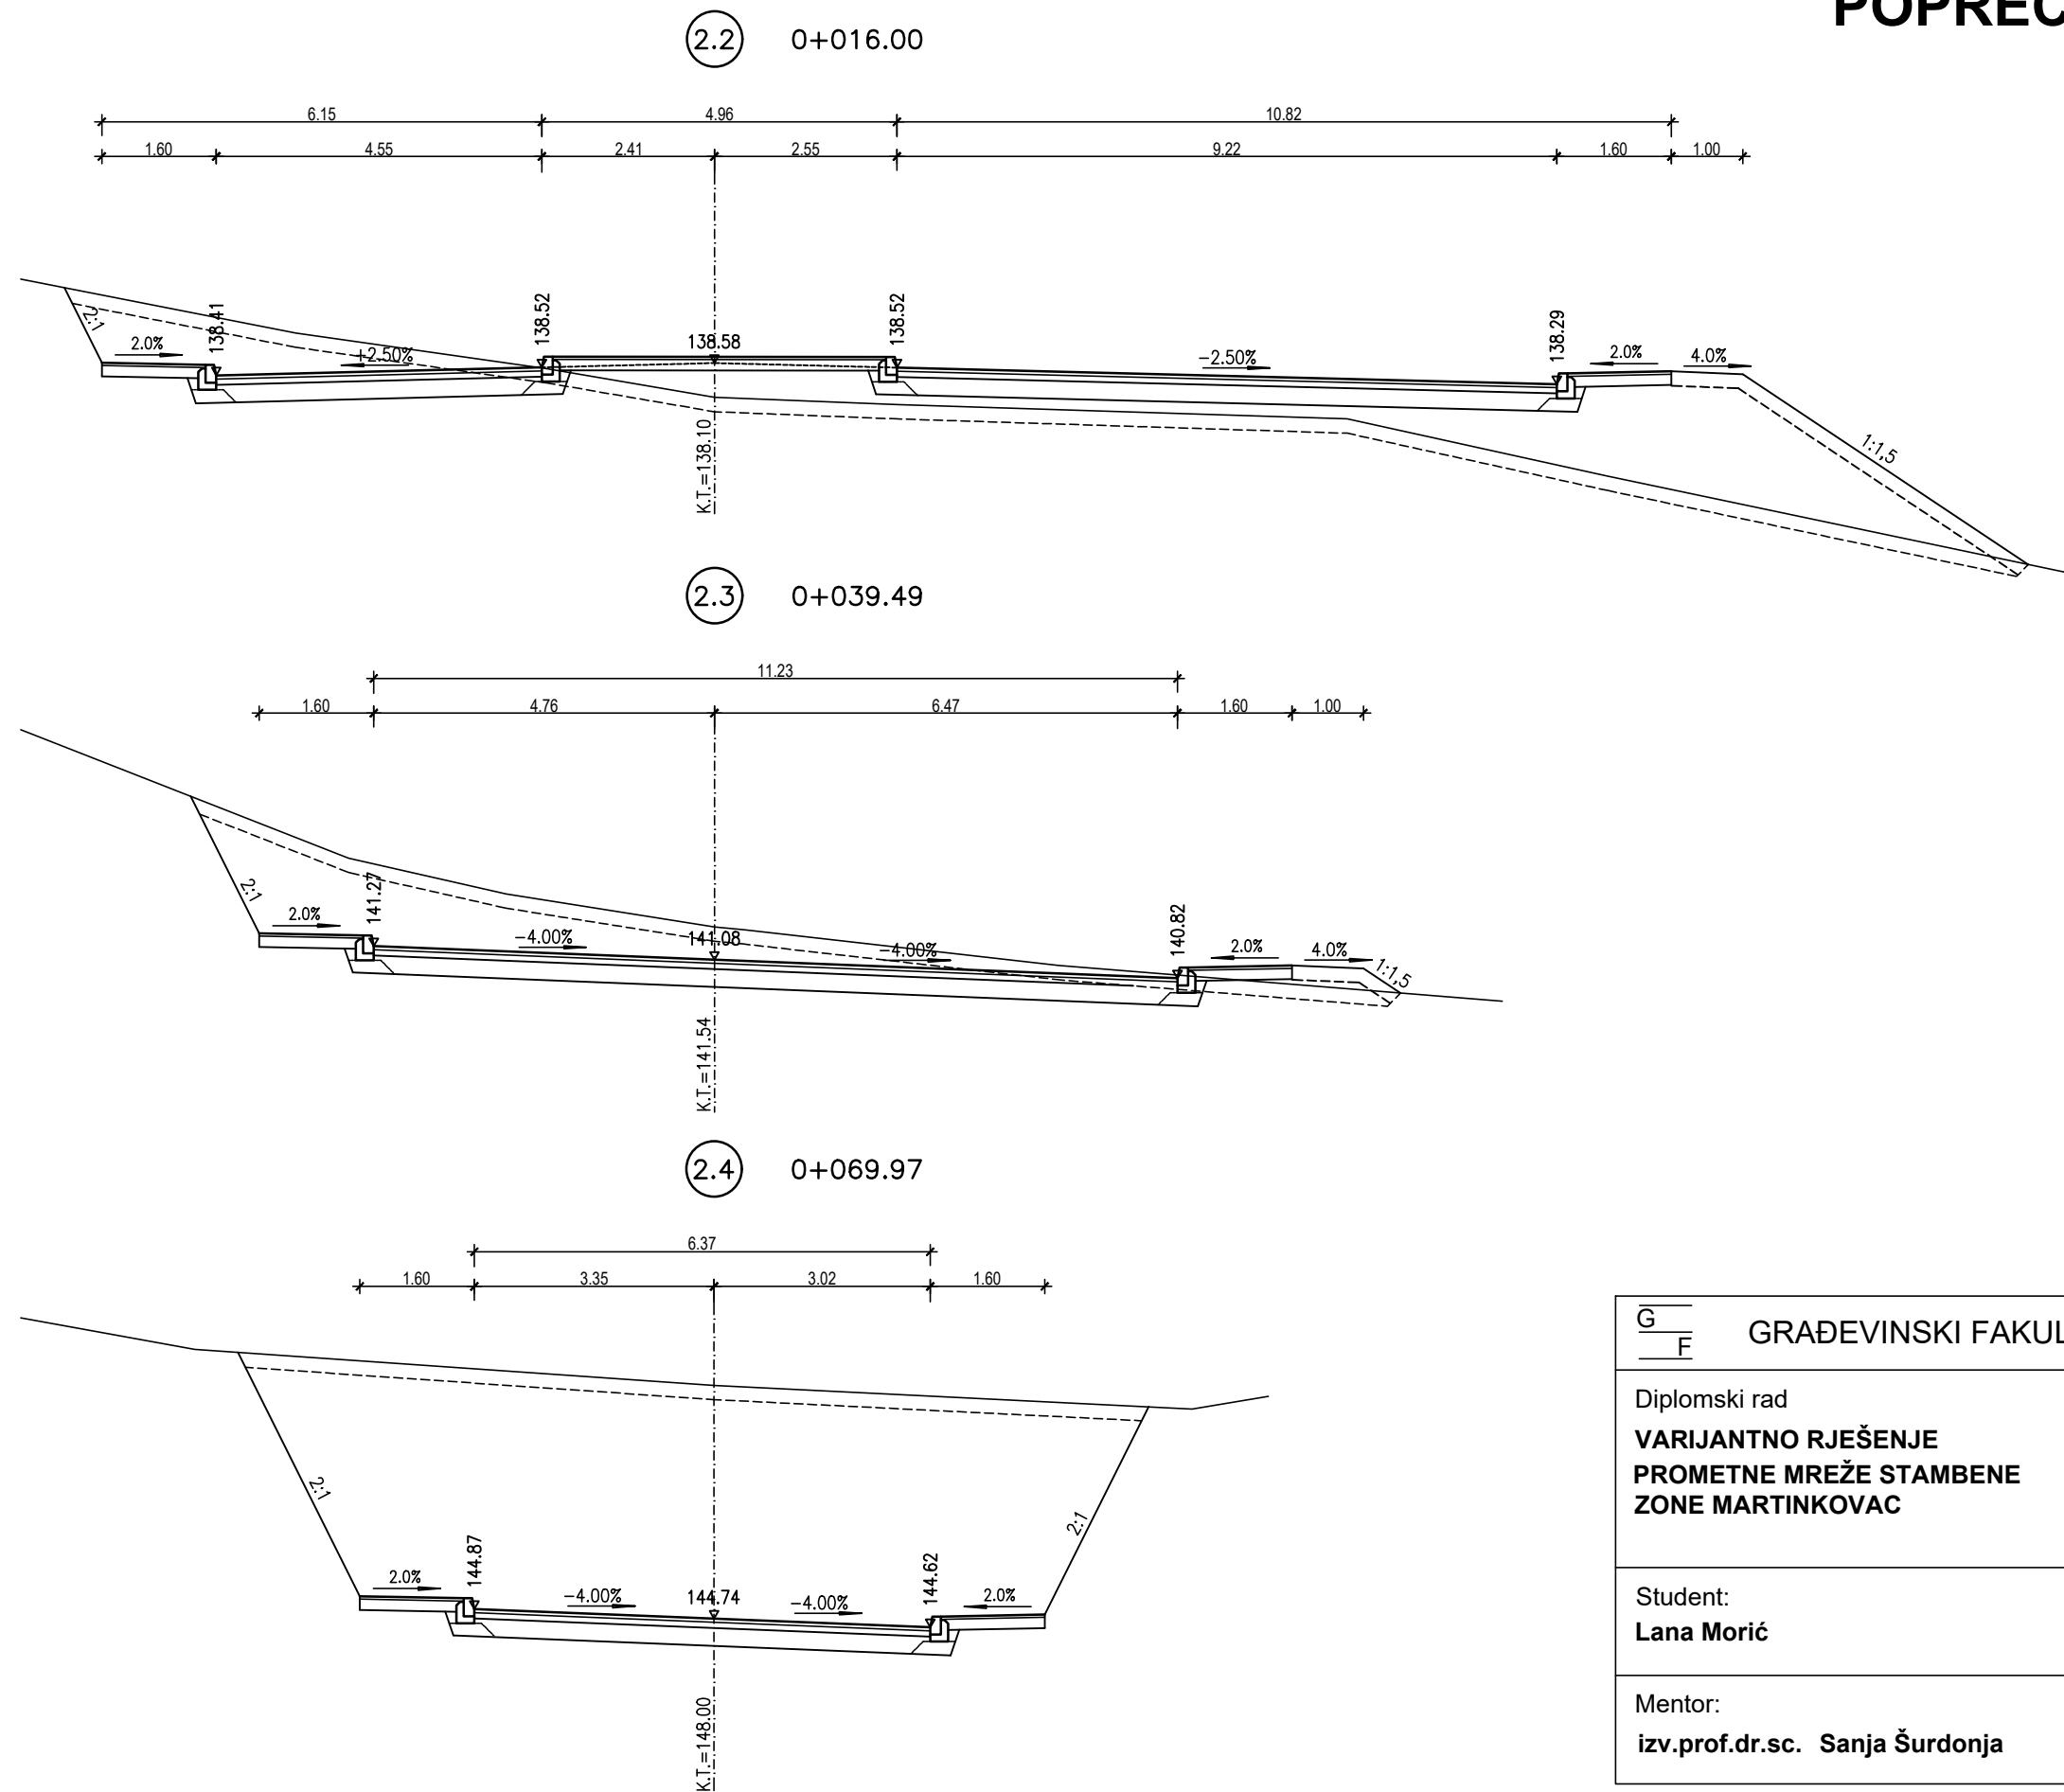 POPREČ
2.2 0+016.00
6.15 4.96 10.82
1.60 4.55 2.41 2.55 9.22 1.60 1.00
2:1
2.0%
138.41
+2.50%
138.52
138.58
138.52
-2.50%
138.29
2.0%
4.0%
1:1,5
K.T.=138.10
2.3 0+039.49
11.23
1.60 4.76 6.47 1.60 1.00
2:1
2.0%
141.27
-4.00%
141.08
-4.00%
140.82
2.0%
4.0%
1:1,5
K.T.=141.54
2.4 0+069.97
6.37
1.60 3.35 3.02 1.60
2:1
2.0%
144.87
-4.00%
144.74
-4.00%
144.62
2.0%
2:1
K.T.=148.00
G
F
GRAĐEVINSKI FAKUL
Diplomski rad
VARIJANTNO RJEŠENJE
PROMETNE MREŽE STAMBENE
ZONE MARTINKOVAC
Student:
Lana Morić
Mentor:
izv.prof.dr.sc. Sanja Šurdonja